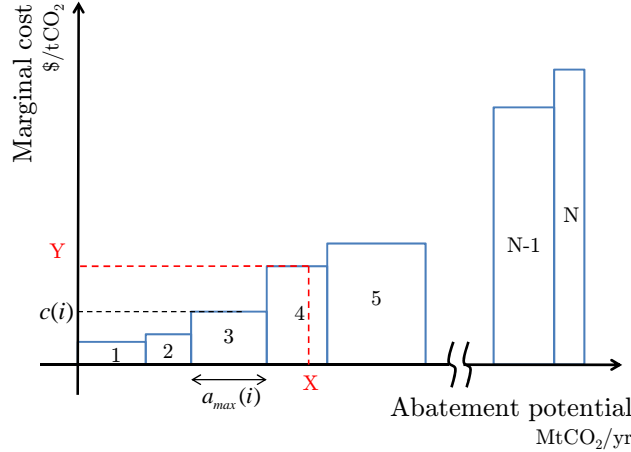 Marginal cost
$/tCO₂
Y
c(i)
1
2
3
4
5
N-1
N
a_max(i)
X
Abatement potential
MtCO₂/yr